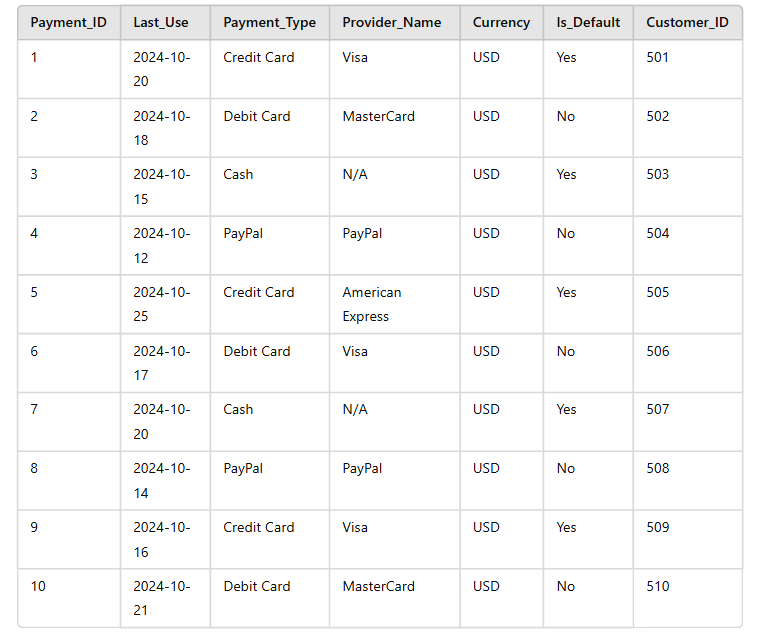 Payment_ID Last_Use Payment_Type Provider_Name Currency Is_Default Customer_ID
1 2024-10- Credit Card Visa USD Yes 501
20
2 2024-10- Debit Card MasterCard USD No 502
18
3 2024-10- Cash N/A USD Yes 503
15
4 2024-10- PayPal PayPal USD No 504
12
5 2024-10- Credit Card American USD Yes 505
25 Express
6 2024-10- Debit Card Visa USD No 506
17
7 2024-10- Cash N/A USD Yes 507
20
8 2024-10- PayPal PayPal USD No 508
14
9 2024-10- Credit Card Visa USD Yes 509
16
10 2024-10- Debit Card MasterCard USD No 510
21